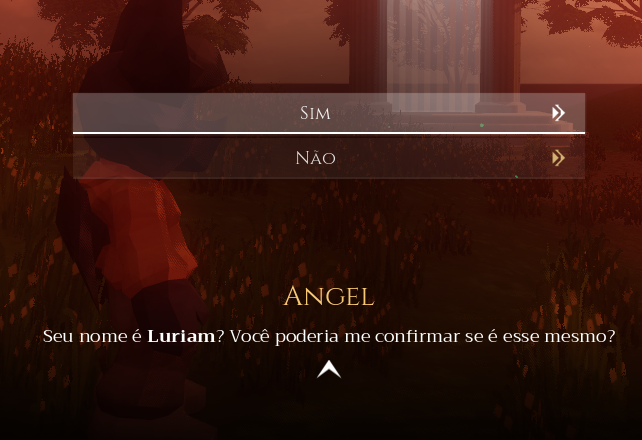 Sim
Não
Angel
Seu nome é Luriam? Você poderia me confirmar se é esse mesmo?